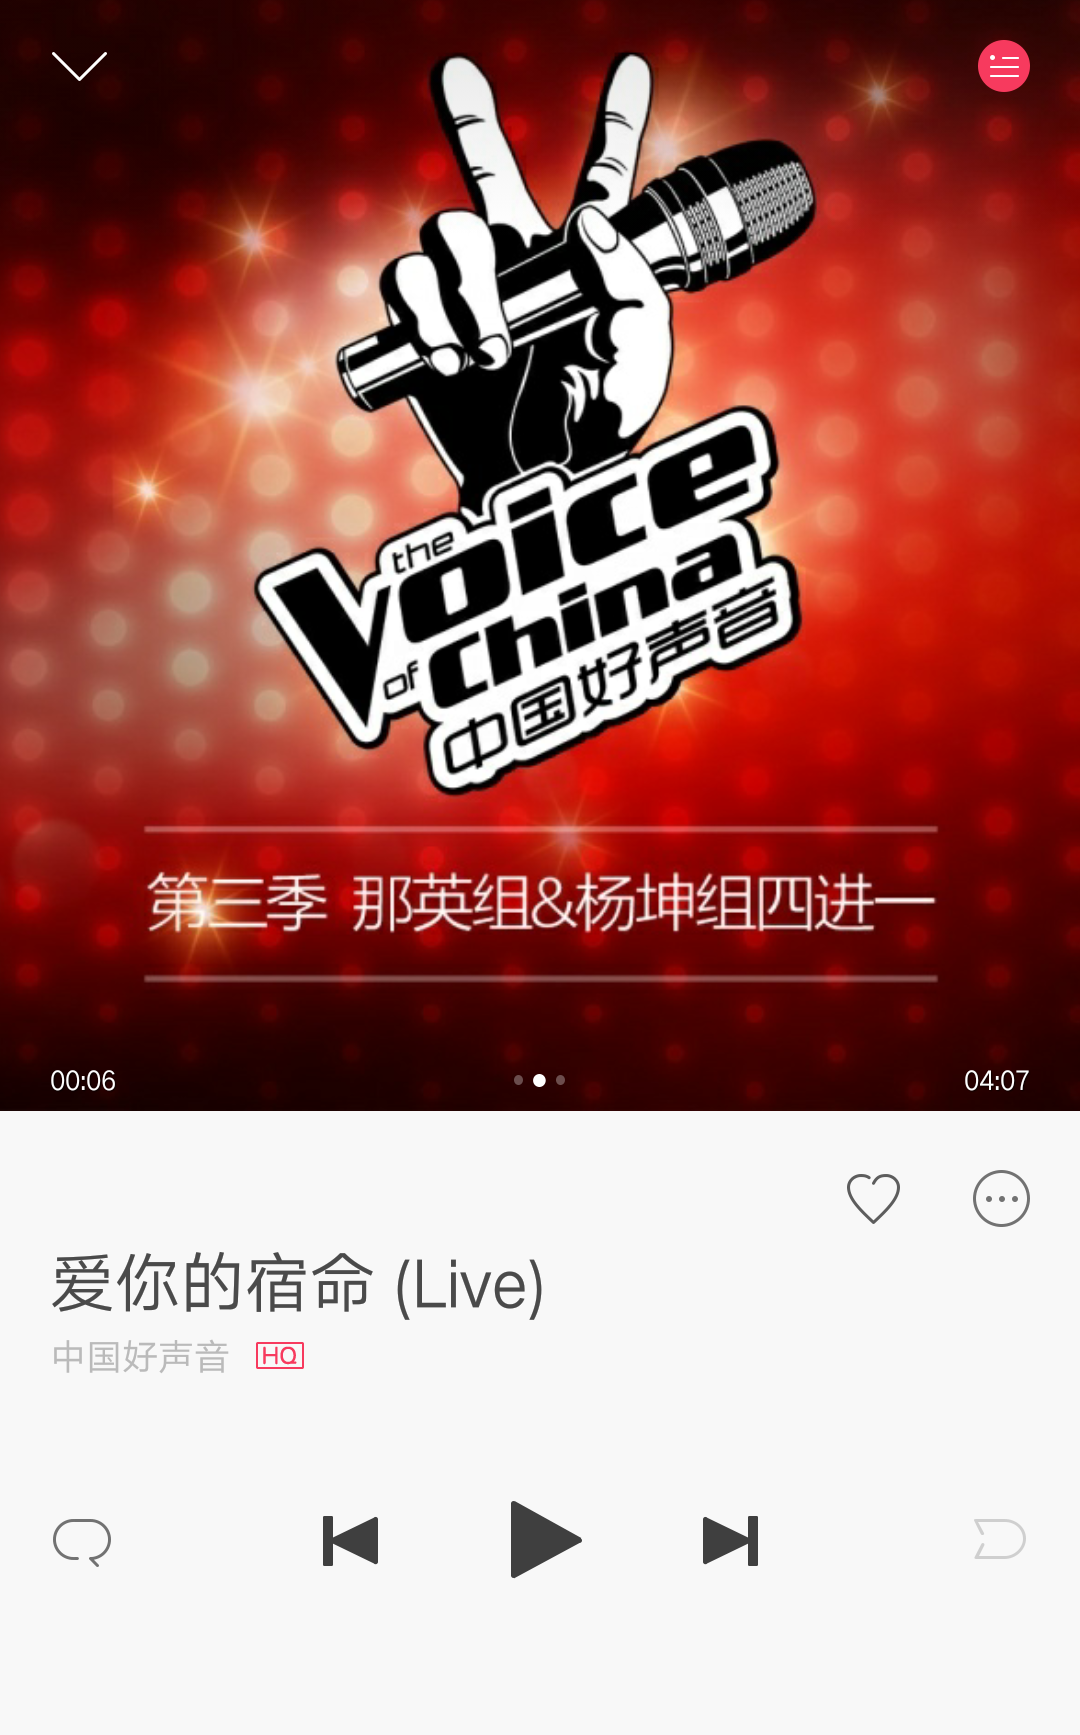 the
Voice
of China
中国好声音
第三季 那英组&杨坤组四进一
00:06
04:07
爱你的宿命 (Live)
中国好声音 HQ